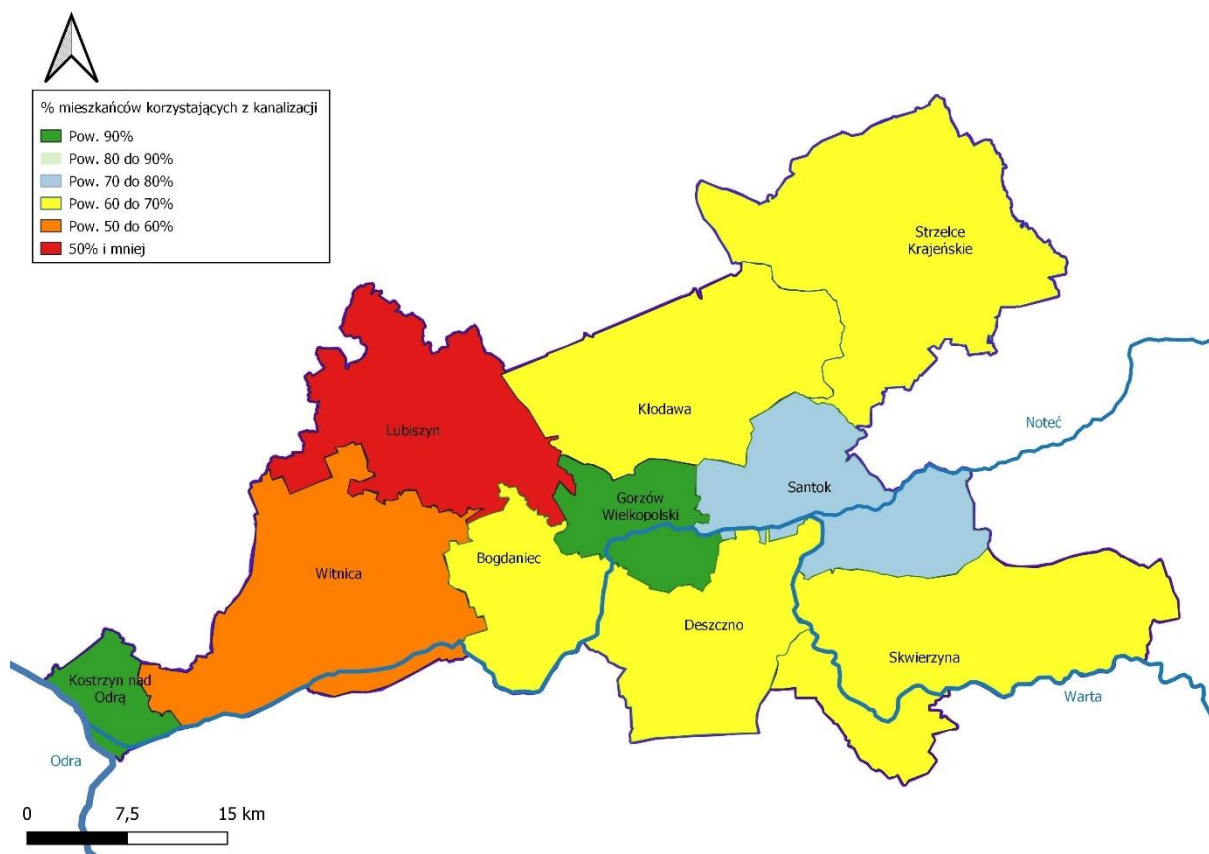 % mieszkańców korzystających z kanalizacji
Pow. 90%
Pow. 80 do 90%
Pow. 70 do 80%
Pow. 60 do 70%
Pow. 50 do 60%
50% i mniej
Strzelce
Krajeńskie
Kłodawa
Noteć
Lubiszyn
Santok
Gorzów
Wielkopolski
Bogdaniec
Witnica
Deszczno
Skwierzyna
Kostrzyn nad
Odrą
Warta
Odra
0 7,5 15 km